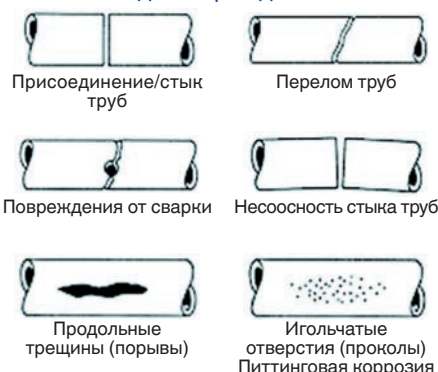 Присоединение/стык
труб
Перелом труб
Повреждения от сварки
Несоосность стыка труб
Продольные
трещины (порывы)
Игольчатые
отверстия (проколы)
Питтинговая коррозия